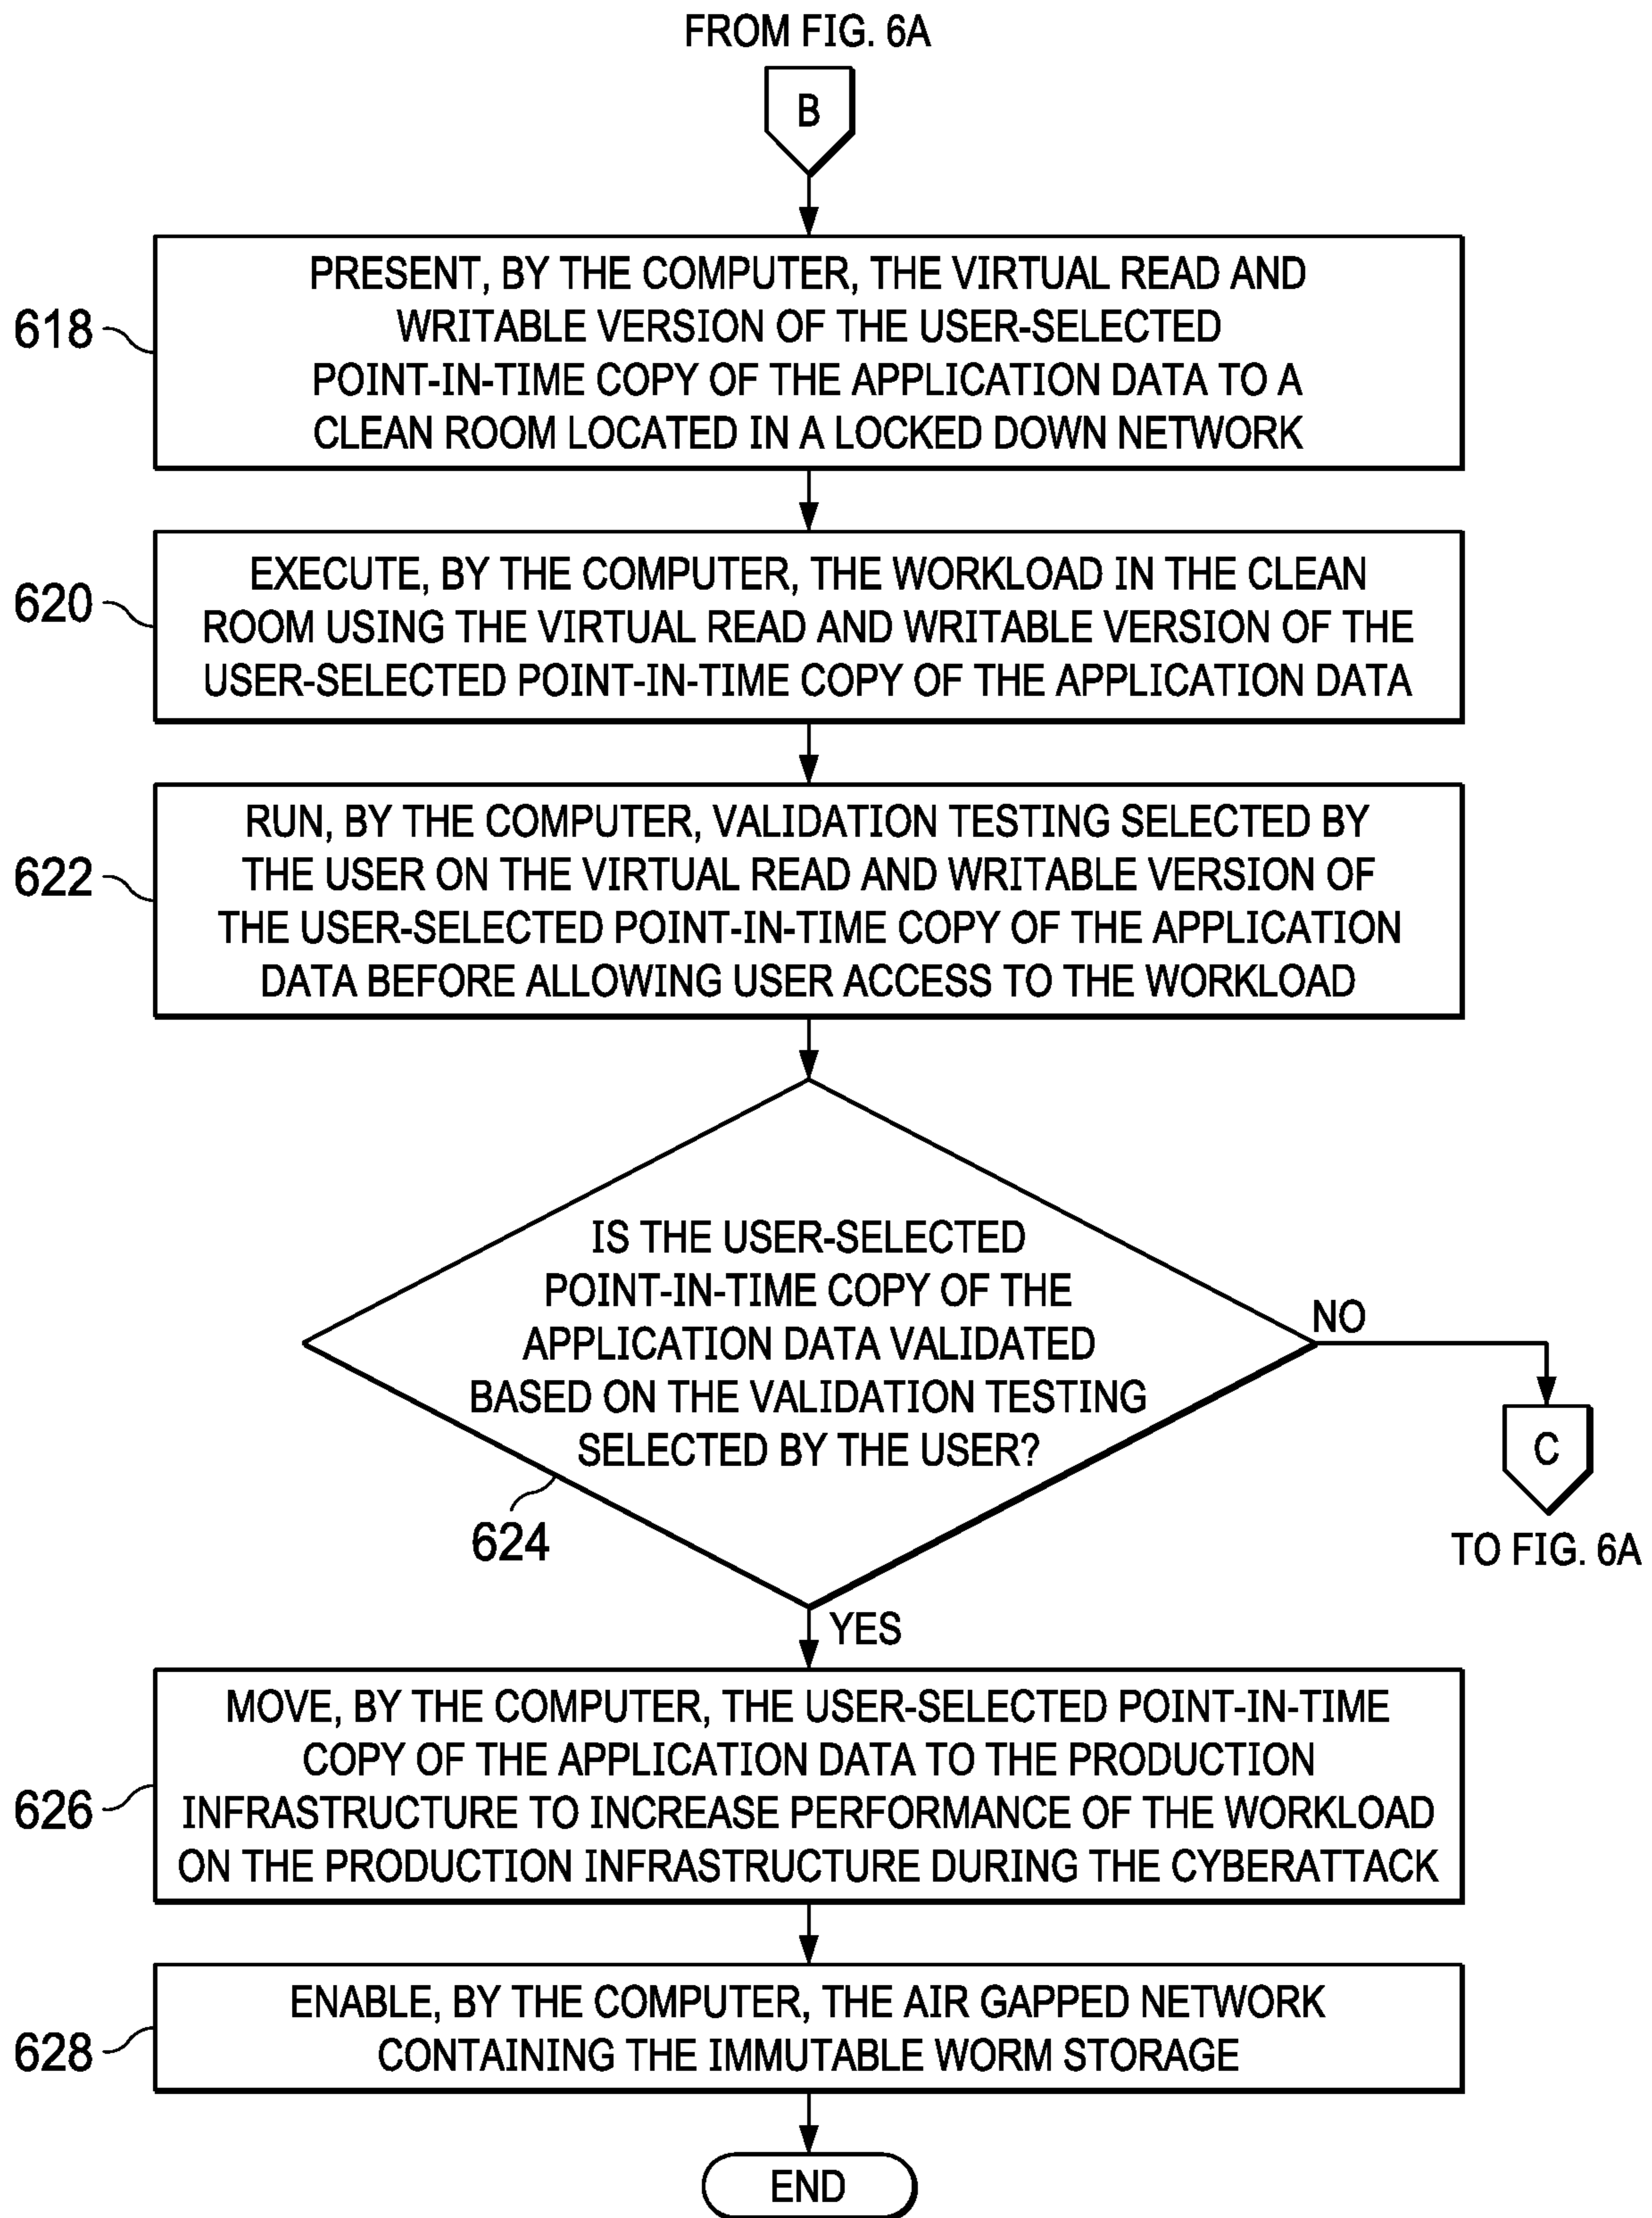 FROM FIG. 6A
B
618
PRESENT, BY THE COMPUTER, THE VIRTUAL READ AND
WRITABLE VERSION OF THE USER-SELECTED
POINT-IN-TIME COPY OF THE APPLICATION DATA TO A
CLEAN ROOM LOCATED IN A LOCKED DOWN NETWORK
620
EXECUTE, BY THE COMPUTER, THE WORKLOAD IN THE CLEAN
ROOM USING THE VIRTUAL READ AND WRITABLE VERSION OF THE
USER-SELECTED POINT-IN-TIME COPY OF THE APPLICATION DATA
622
RUN, BY THE COMPUTER, VALIDATION TESTING SELECTED BY
THE USER ON THE VIRTUAL READ AND WRITABLE VERSION OF
THE USER-SELECTED POINT-IN-TIME COPY OF THE APPLICATION
DATA BEFORE ALLOWING USER ACCESS TO THE WORKLOAD
IS THE USER-SELECTED
POINT-IN-TIME COPY OF THE
APPLICATION DATA VALIDATED
BASED ON THE VALIDATION TESTING
SELECTED BY THE USER?
624
NO
C
TO FIG. 6A
YES
626
MOVE, BY THE COMPUTER, THE USER-SELECTED POINT-IN-TIME
COPY OF THE APPLICATION DATA TO THE PRODUCTION
INFRASTRUCTURE TO INCREASE PERFORMANCE OF THE WORKLOAD
ON THE PRODUCTION INFRASTRUCTURE DURING THE CYBERATTACK
628
ENABLE, BY THE COMPUTER, THE AIR GAPPED NETWORK
CONTAINING THE IMMUTABLE WORM STORAGE
END